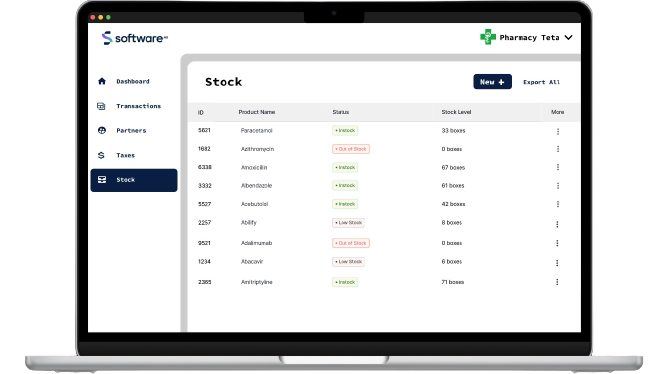 software
Pharmacy Teta
Dashboard
Transactions
Partners
Taxes
Stock
Stock
New +
Export All
ID Product Name Status Stock Level More
5621 Paracetamol Instock 33 boxes
1682 Azithromycin Out of Stock 0 boxes
6338 Amoxicillin Instock 67 boxes
3332 Albendazole Instock 61 boxes
5527 Acebutolol Instock 42 boxes
2257 Abilify Low Stock 8 boxes
9521 Adalimumab Out of Stock 0 boxes
1234 Abacavir Low Stock 6 boxes
2365 Amitriptyline Instock 71 boxes